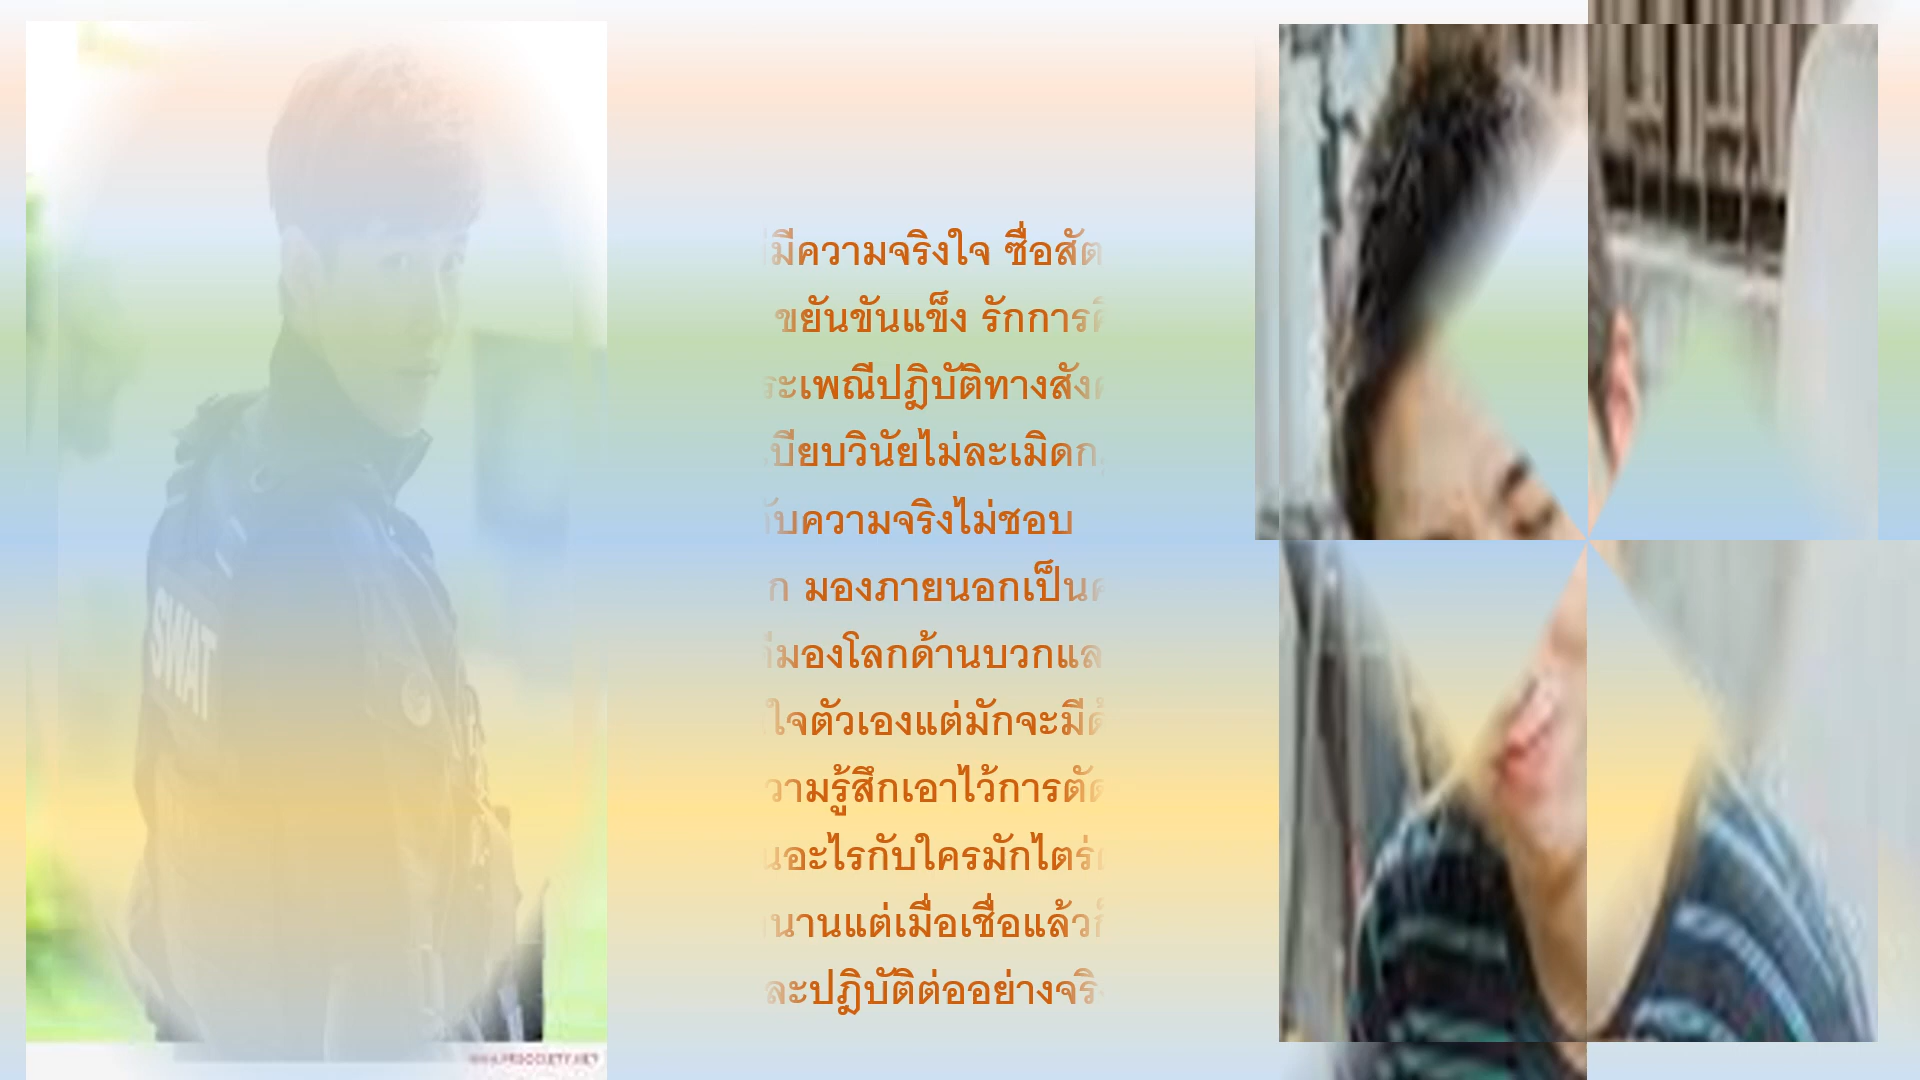 SWAT
มีความจริงใจ ซื่อสัต
ขยันขันแข็ง รักการ
ระเพณีปฏิบัติทางสัง
เบียบวินัยไม่ละเมิดก
ับความจริงไม่ชอบ
ก มองภายนอกเป็นค
มองโลกด้านบวกแล
ใจตัวเองแต่มักจะมี
วามรู้สึกเอาไว้การตัด
นอะไรกับใครมักไตร่
นานแต่เมื่อเชื่อแล้วก็
ละปฏิบัติต่ออย่างจริ